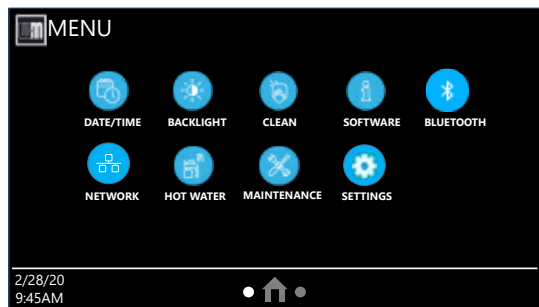 MENU
DATE/TIME BACKLIGHT CLEAN SOFTWARE BLUETOOTH
NETWORK HOT WATER MAINTENANCE SETTINGS
2/28/20
9:45AM